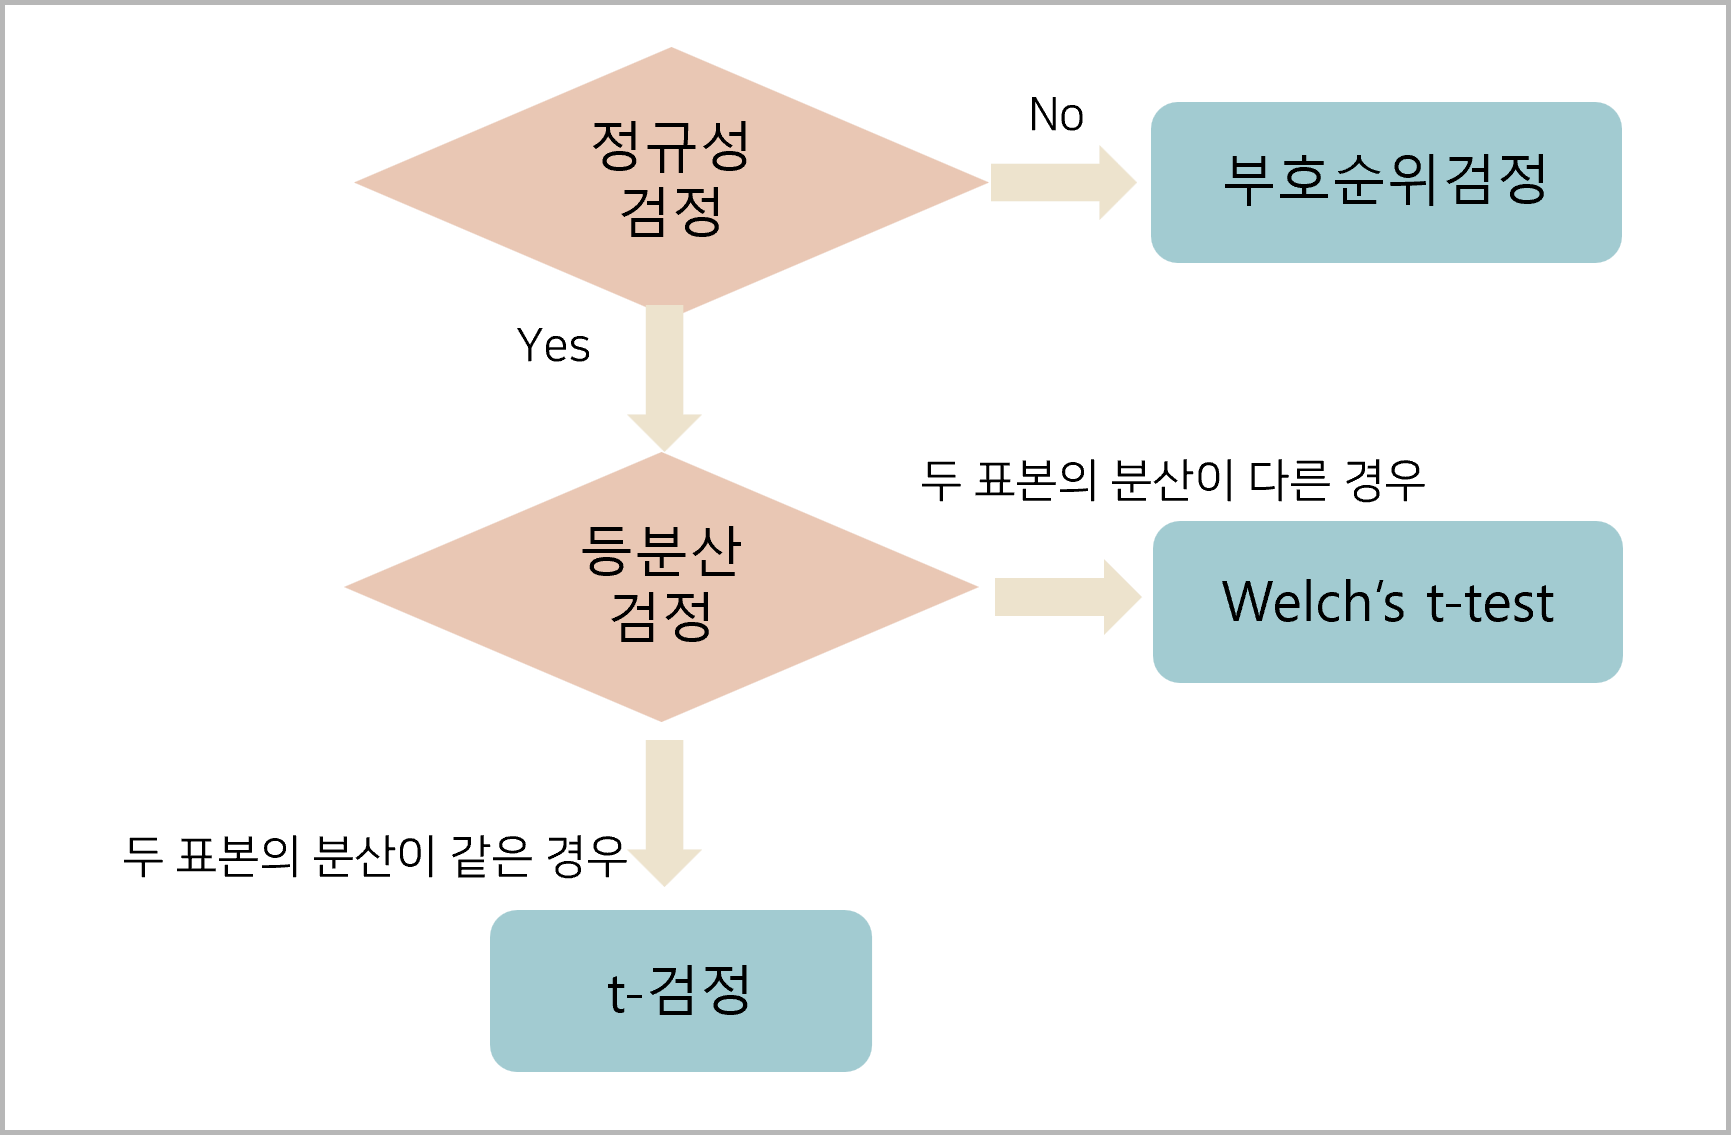 정규성
검정
No
부호순위검정
Yes
두 표본의 분산이 다른 경우
등분산
검정
Welch‘s t-test
두 표본의 분산이 같은 경우
t-검정